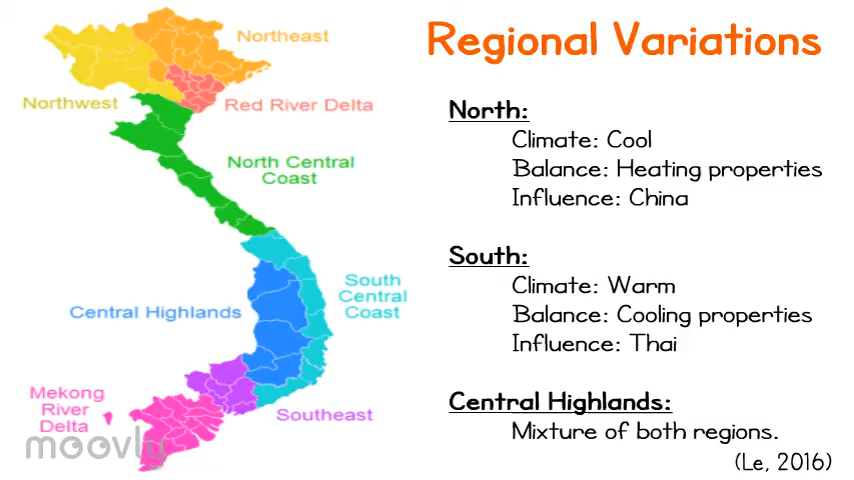 Regional Variations
Northeast
Northwest
Red River Delta
North Central
Coast
South
Central
Coast
Central Highlands
Mekong
River
Delta
Southeast
moovly
North:
Climate: Cool
Balance: Heating properties
Influence: China
South:
Climate: Warm
Balance: Cooling properties
Influence: Thai
Central Highlands:
Mixture of both regions.
(Le, 2016)